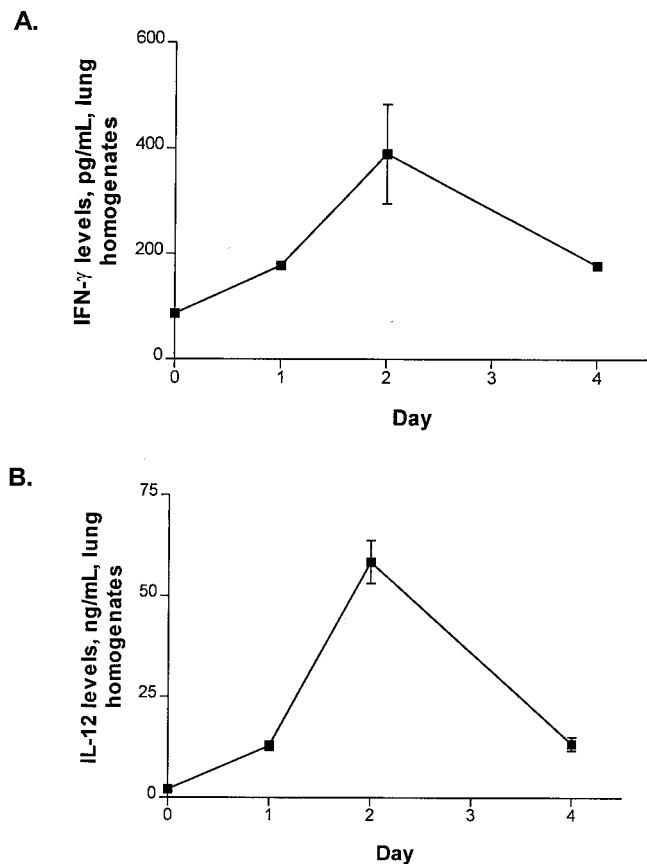 A.
600
400
200
0
IFN-γ levels, pg/mL, lung
homogenates
0 1 2 3 4
Day
B.
75
50
25
0
IL-12 levels, ng/mL, lung
homogenates
0 1 2 3 4
Day